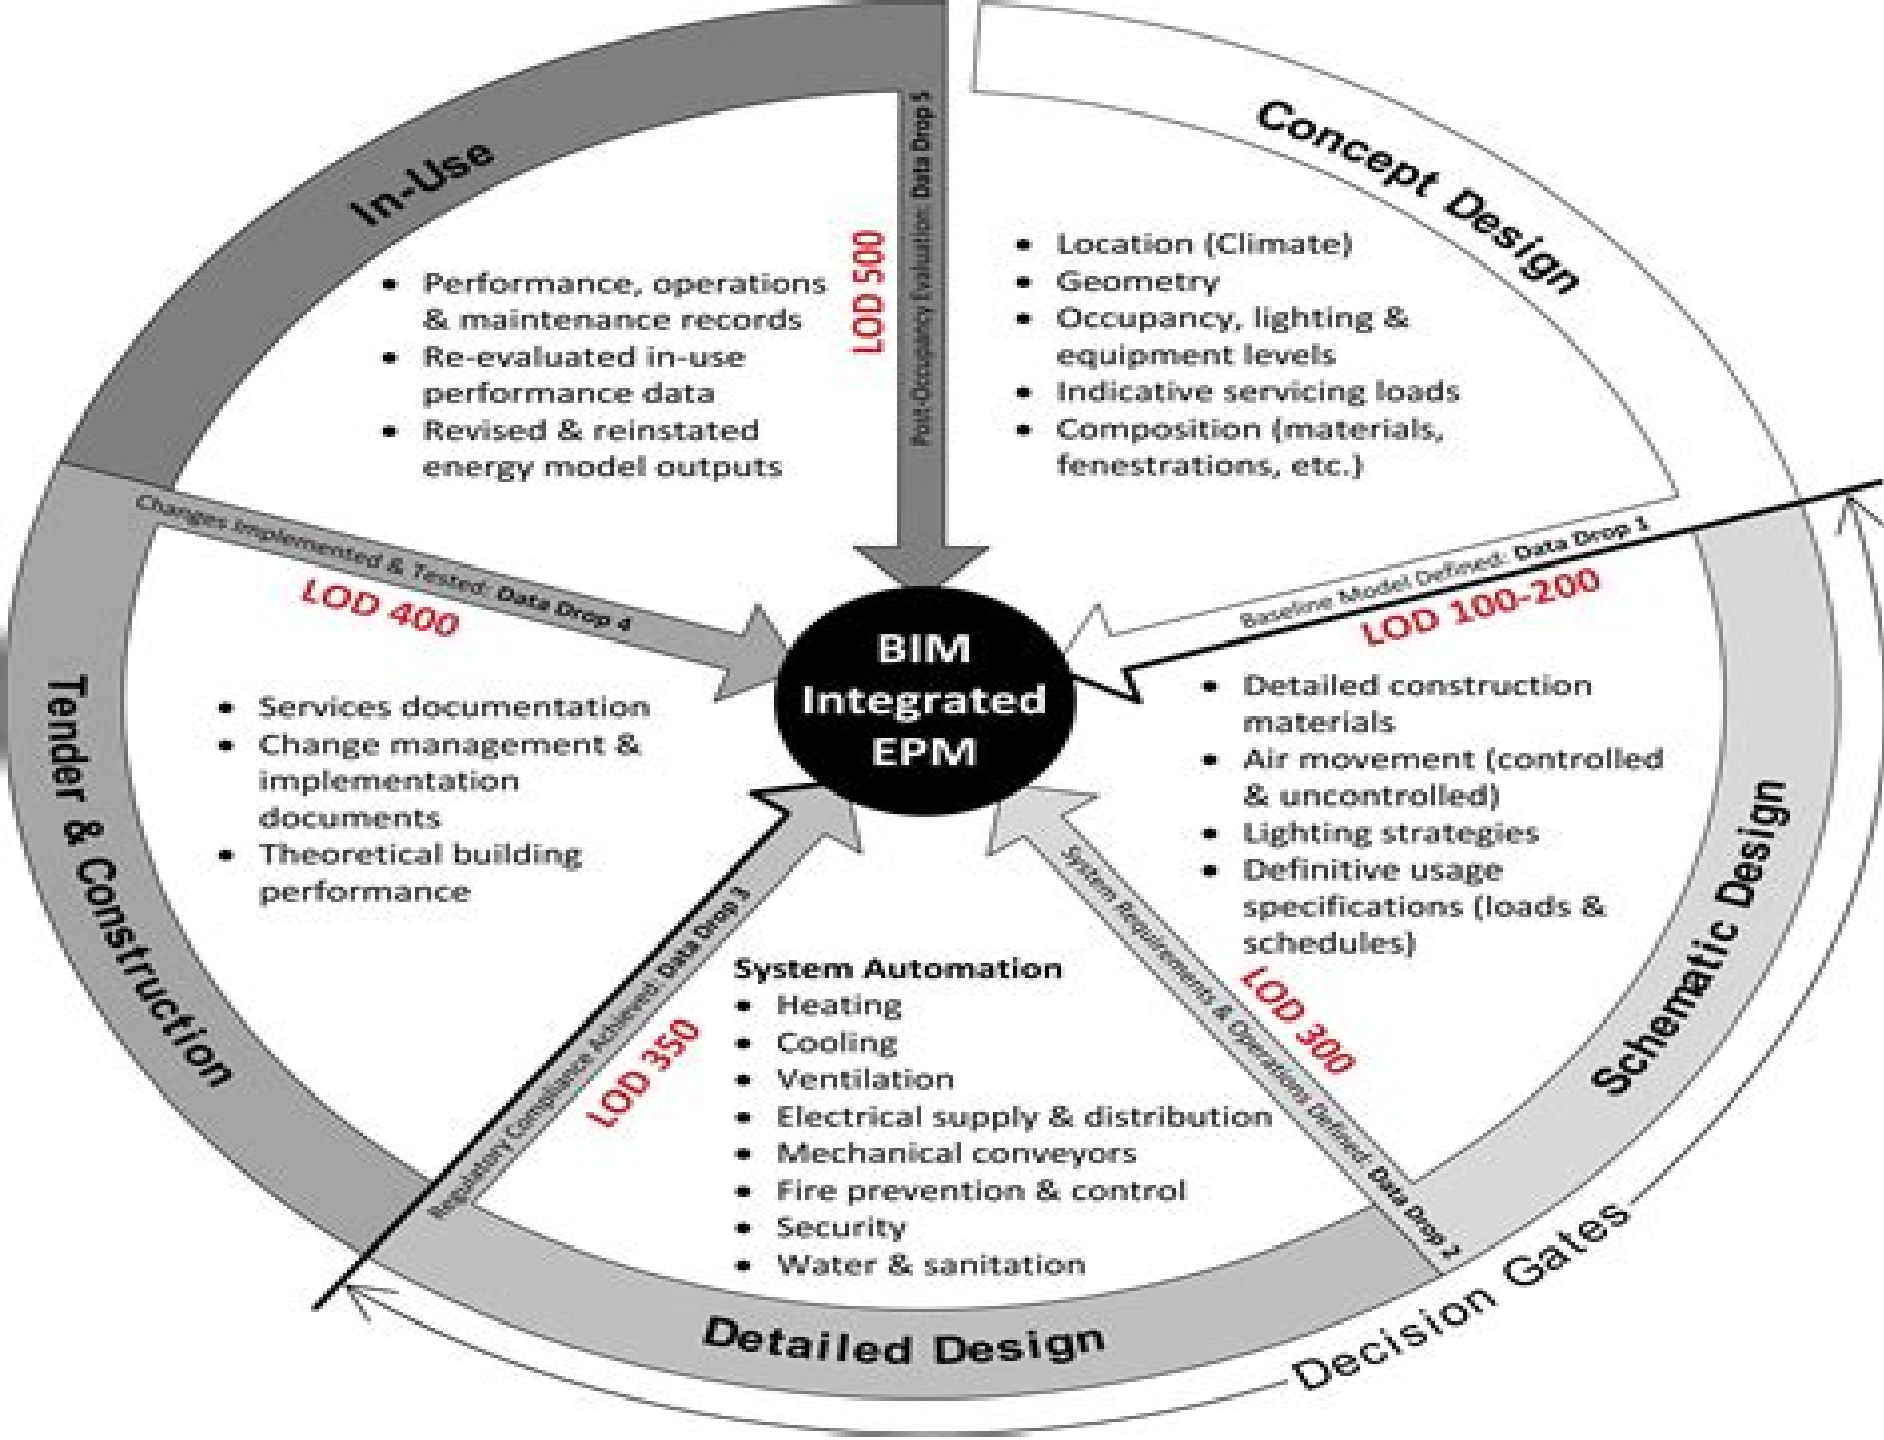 Concept Design
• Location (Climate)
• Geometry
• Occupancy, lighting &
equipment levels
• Indicative servicing loads
• Composition (materials,
fenestrations, etc.)
Baseline Model Defined: Data Drop 1
LOD 100-200
Schematic Design
• Detailed construction
materials
• Air movement (controlled
& uncontrolled)
• Lighting strategies
• Definitive usage
specifications (loads &
schedules)
System Requirements & Operations Defined: Data Drop 2
LOD 300
Decision Gates
Detailed Design
System Automation
• Heating
• Cooling
• Ventilation
• Electrical supply & distribution
• Mechanical conveyors
• Fire prevention & control
• Security
• Water & sanitation
Regulatory Compliance Achieved: Data Drop 3
LOD 350
Tender & Construction
• Services documentation
• Change management &
implementation
documents
• Theoretical building
performance
Changes Implemented & Tested: Data Drop 4
LOD 400
In-Use
• Performance, operations
& maintenance records
• Re-evaluated in-use
performance data
• Revised & reinstated
energy model outputs
Post-Occupancy Evaluation: Data Drop 5
LOD 500
BIM
Integrated
EPM